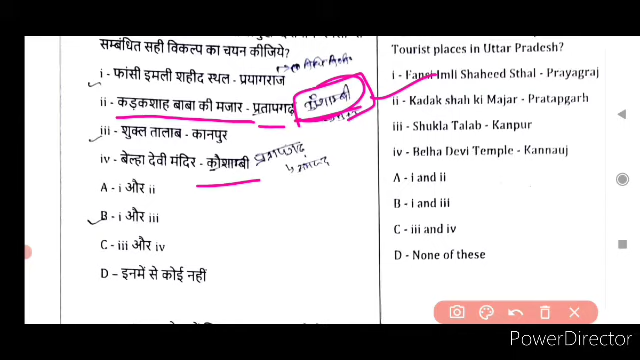 सम्बंधित सही विकल्प का चयन कीजिये?
i - फांसी इमली शहीद स्थल - प्रयागराज
ii - कड़कशाह बाबा की मजार - प्रतापगढ़ कौशाम्बी
iii - शुक्ल तालाब - कानपुर
iv - बेल्हा देवी मंदिर - कौशाम्बी प्रतापगढ़
A - i और ii
B - i और iii
C - iii और iv
D – इनमें से कोई नहीं
Tourist places in Uttar Pradesh?
i - Fansi Imli Shaheed Sthal - Prayagraj
ii - Kadak shah ki Majar - Pratapgarh
iii - Shukla Talab - Kanpur
iv - Belha Devi Temple - Kannauj
A - i and ii
B - i and iii
C - iii and iv
D - None of these
PowerDirector